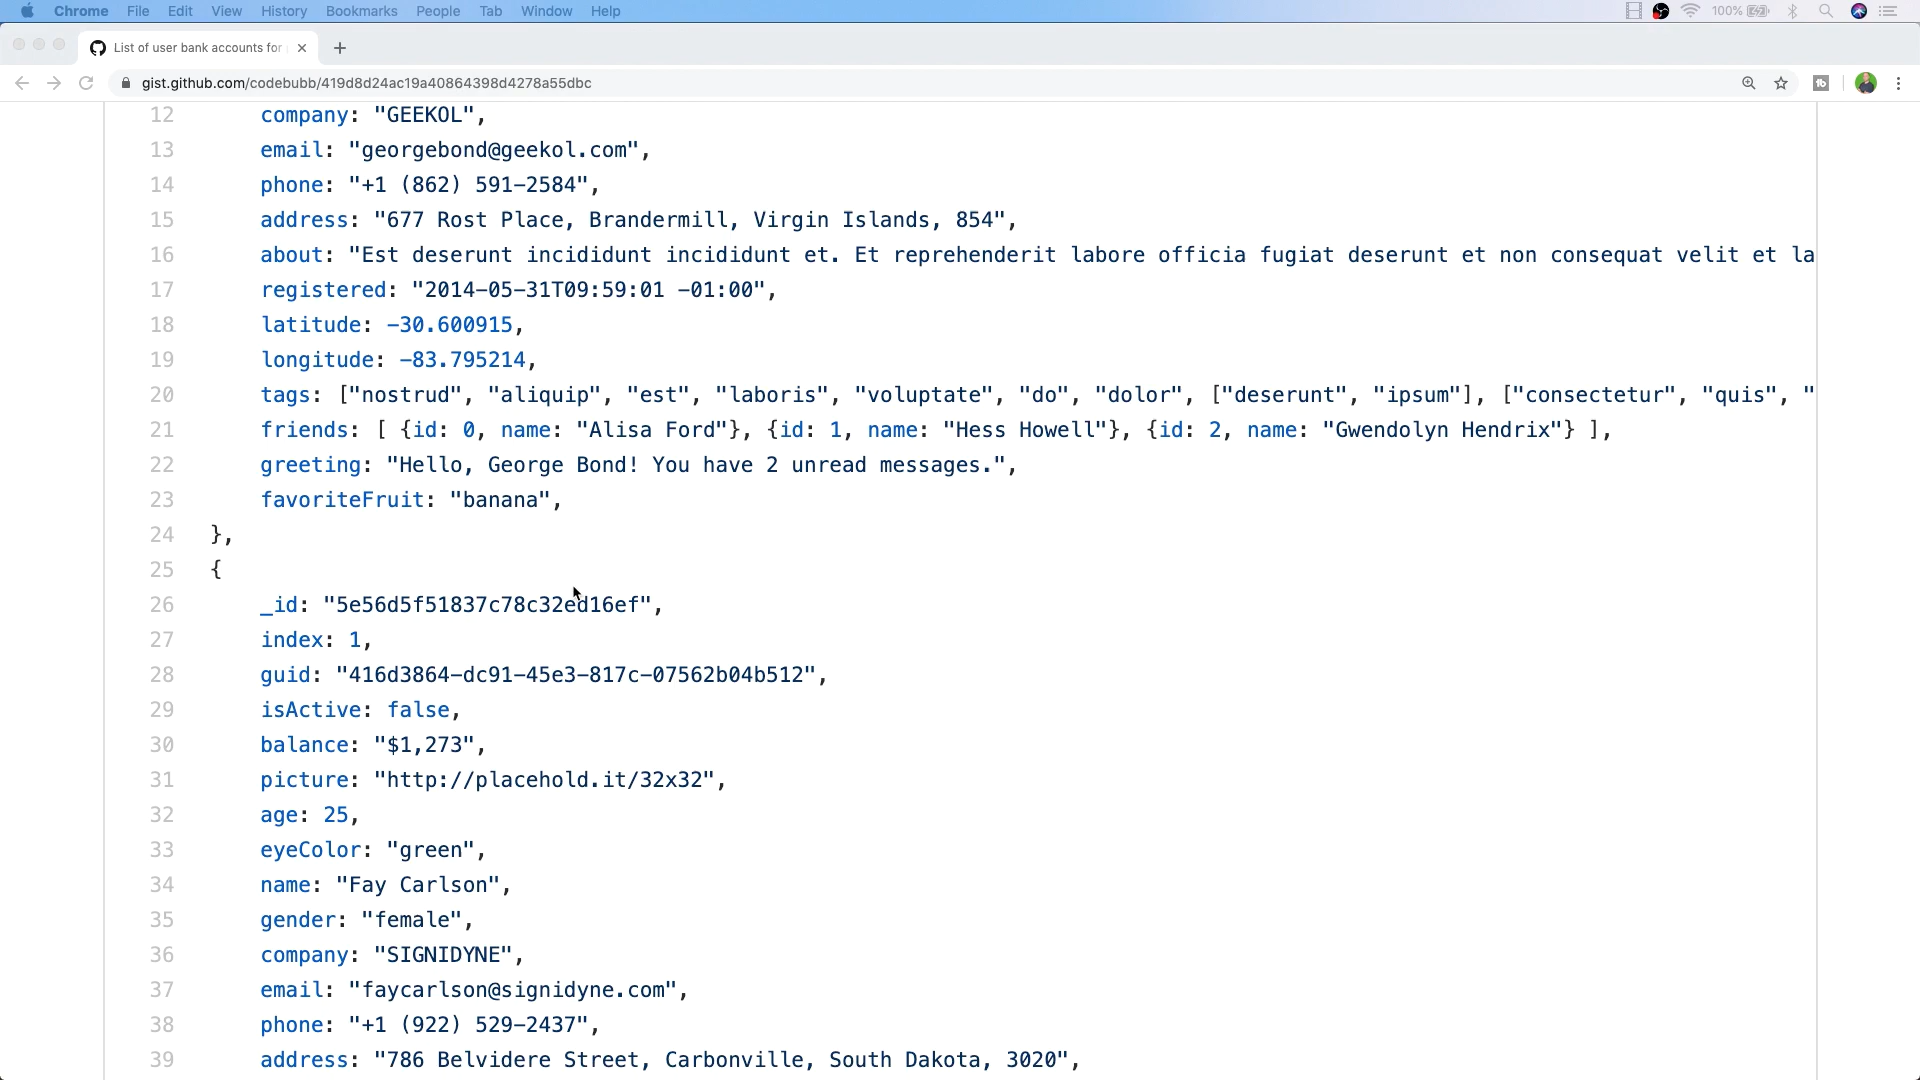 Chrome File Edit View History Bookmarks People Tab Window Help 100%
List of user bank accounts for
gist.github.com/codebubb/419d8d24ac19a40864398d4278a55dbc
12 company: "GEEKOL",
13 email: "georgebond@geekol.com",
14 phone: "+1 (862) 591-2584",
15 address: "677 Rost Place, Brandermill, Virgin Islands, 854",
16 about: "Est deserunt incididunt incididunt et. Et reprehenderit labore officia fugiat deserunt et non consequat velit et la
17 registered: "2014-05-31T09:59:01 -01:00",
18 latitude: -30.600915,
19 longitude: -83.795214,
20 tags: ["nostrud", "aliquip", "est", "laboris", "voluptate", "do", "dolor", ["deserunt", "ipsum"], ["consectetur", "quis", "
21 friends: [ {id: 0, name: "Alisa Ford"}, {id: 1, name: "Hess Howell"}, {id: 2, name: "Gwendolyn Hendrix"} ],
22 greeting: "Hello, George Bond! You have 2 unread messages.",
23 favoriteFruit: "banana",
24 },
25 {
26 _id: "5e56d5f51837c78c32ed16ef",
27 index: 1,
28 guid: "416d3864-dc91-45e3-817c-07562b04b512",
29 isActive: false,
30 balance: "$1,273",
31 picture: "http://placehold.it/32x32",
32 age: 25,
33 eyeColor: "green",
34 name: "Fay Carlson",
35 gender: "female",
36 company: "SIGNIDYNE",
37 email: "faycarlson@signidyne.com",
38 phone: "+1 (922) 529-2437",
39 address: "786 Belvidere Street, Carbonville, South Dakota, 3020",